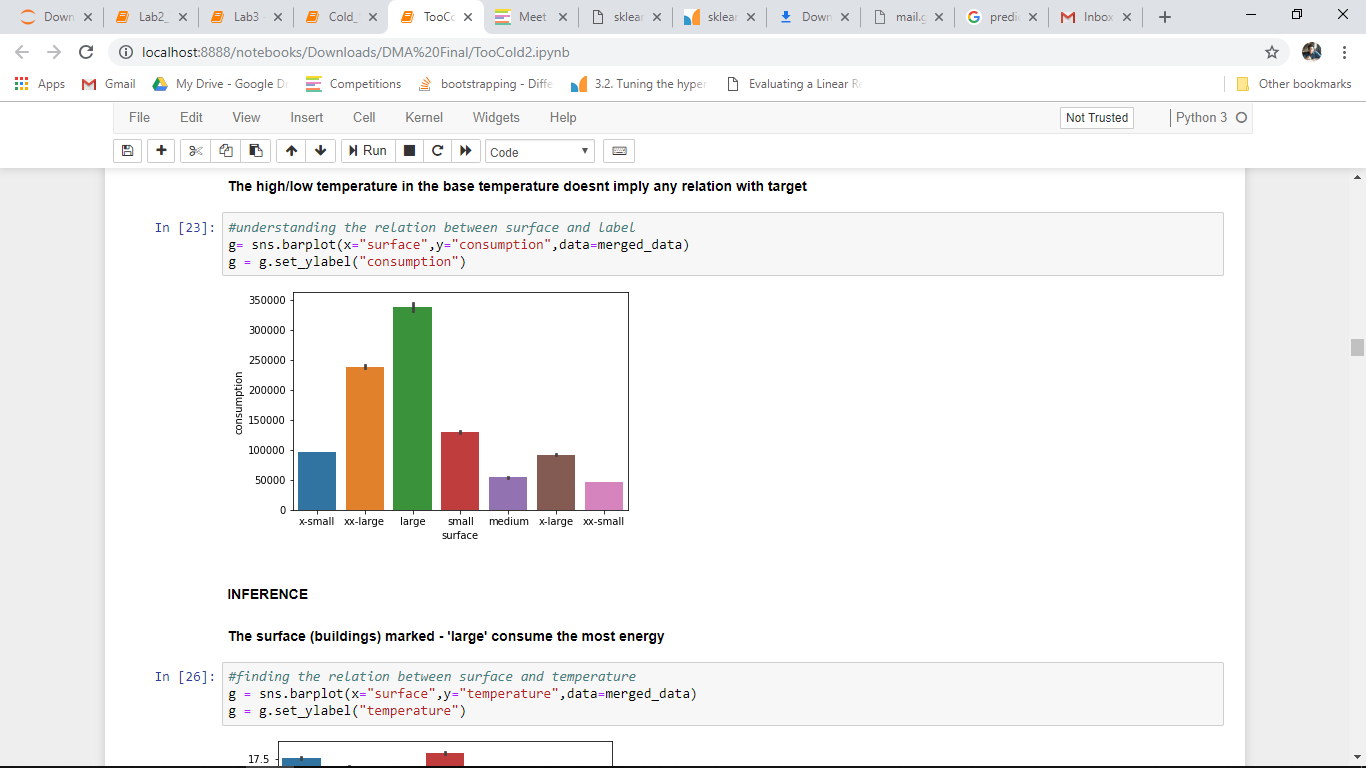 Down Lab2_ Lab3 Cold_ TooCo Meet sklear sklear Down mail.g predi Inbox
localhost:8888/notebooks/Downloads/DMA%20Final/TooCold2.ipynb
Apps Gmail My Drive - Google Dr Competitions bootstrapping - Diffe 3.2. Tuning the hyper Evaluating a Linear Re Other bookmarks
File Edit View Insert Cell Kernel Widgets Help Not Trusted Python 3
Run Code
The high/low temperature in the base temperature doesnt imply any relation with target
In [23]: #understanding the relation between surface and label
g= sns.barplot(x="surface",y="consumption",data=merged_data)
g = g.set_ylabel("consumption")
350000
300000
250000
200000
150000
100000
50000
0
consumption
x-small xx-large large small medium x-large xx-small
surface
INFERENCE
The surface (buildings) marked - 'large' consume the most energy
In [26]: #finding the relation between surface and temperature
g = sns.barplot(x="surface",y="temperature",data=merged_data)
g = g.set_ylabel("temperature")
17.5